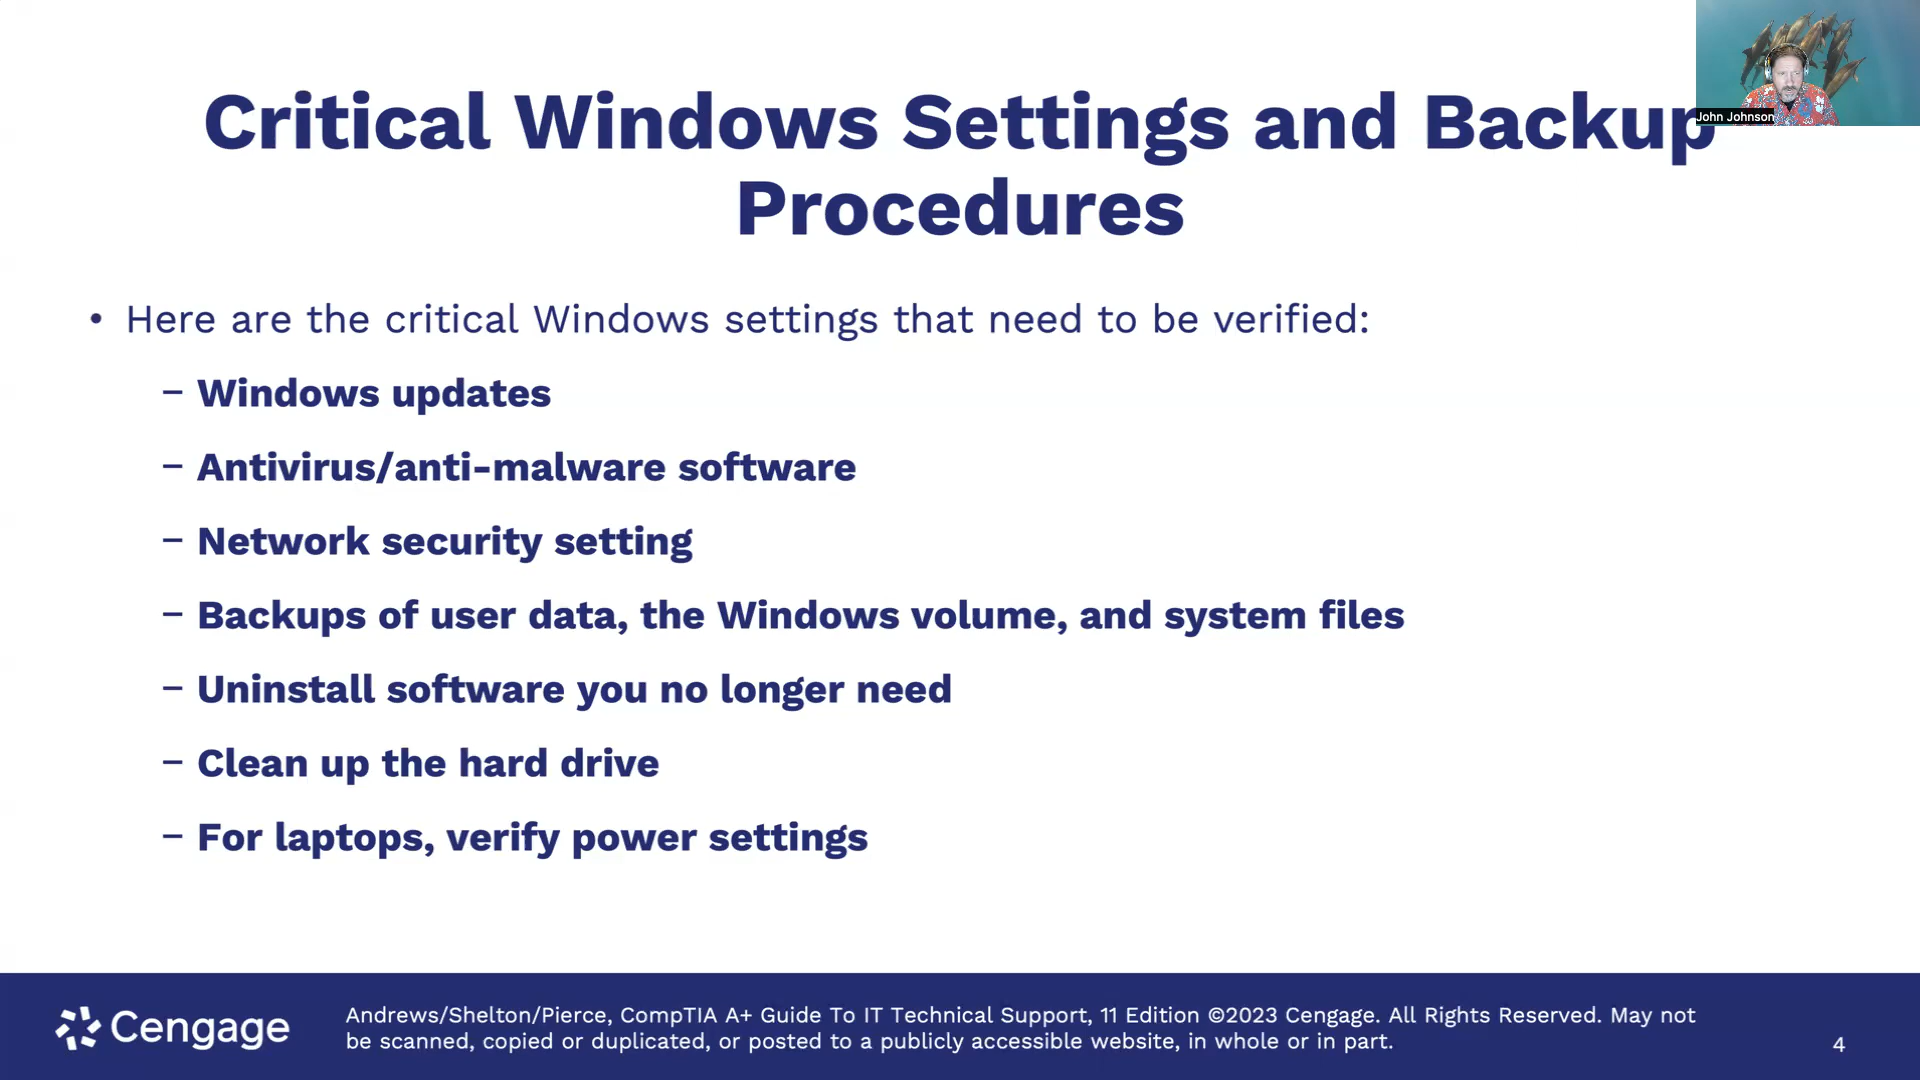 John Johnson
Critical Windows Settings and Backup
Procedures
• Here are the critical Windows settings that need to be verified:
– Windows updates
– Antivirus/anti-malware software
– Network security setting
– Backups of user data, the Windows volume, and system files
– Uninstall software you no longer need
– Clean up the hard drive
– For laptops, verify power settings
Cengage
Andrews/Shelton/Pierce, CompTIA A+ Guide To IT Technical Support, 11 Edition ©2023 Cengage. All Rights Reserved. May not
be scanned, copied or duplicated, or posted to a publicly accessible website, in whole or in part.
4